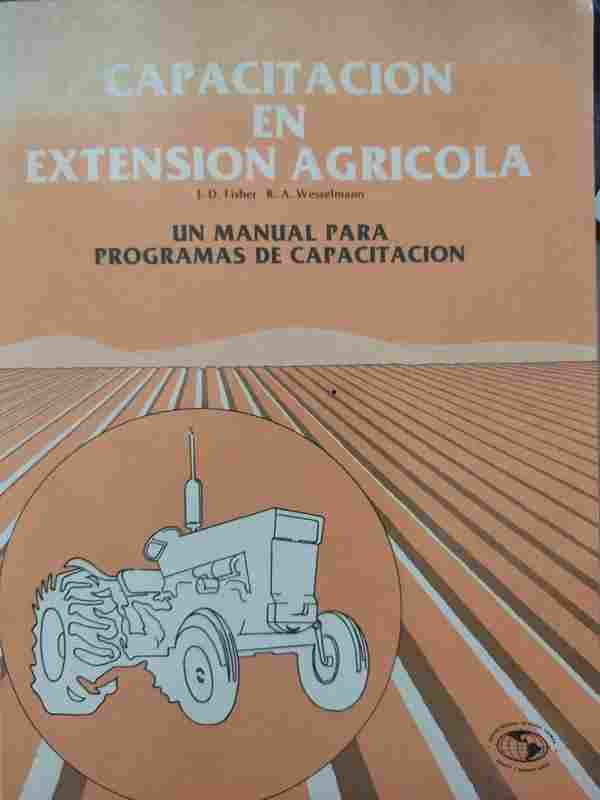 CAPACITACION
EN
EXTENSION AGRICOLA
J. D. Fisher R. A. Wesselmann
UN MANUAL PARA
PROGRAMAS DE CAPACITACION